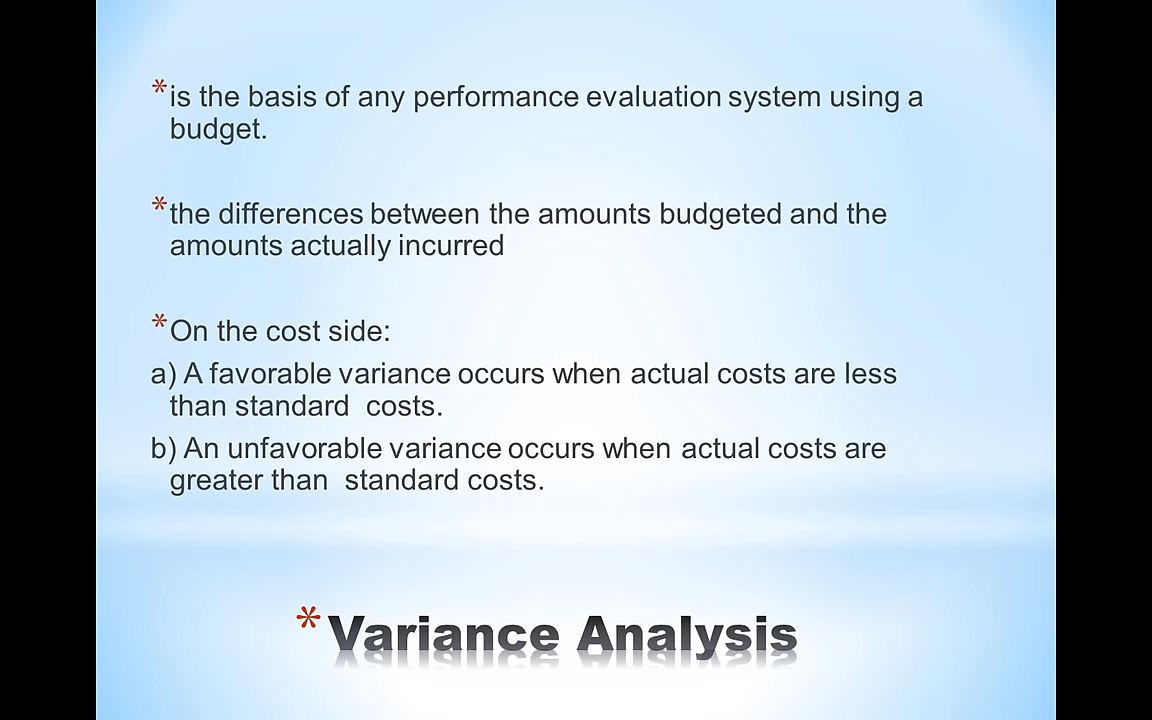 *is the basis of any performance evaluation system using a
budget.
*the differences between the amounts budgeted and the
amounts actually incurred
*On the cost side:
a) A favorable variance occurs when actual costs are less
than standard  costs.
b) An unfavorable variance occurs when actual costs are
greater than  standard costs.
*Variance Analysis